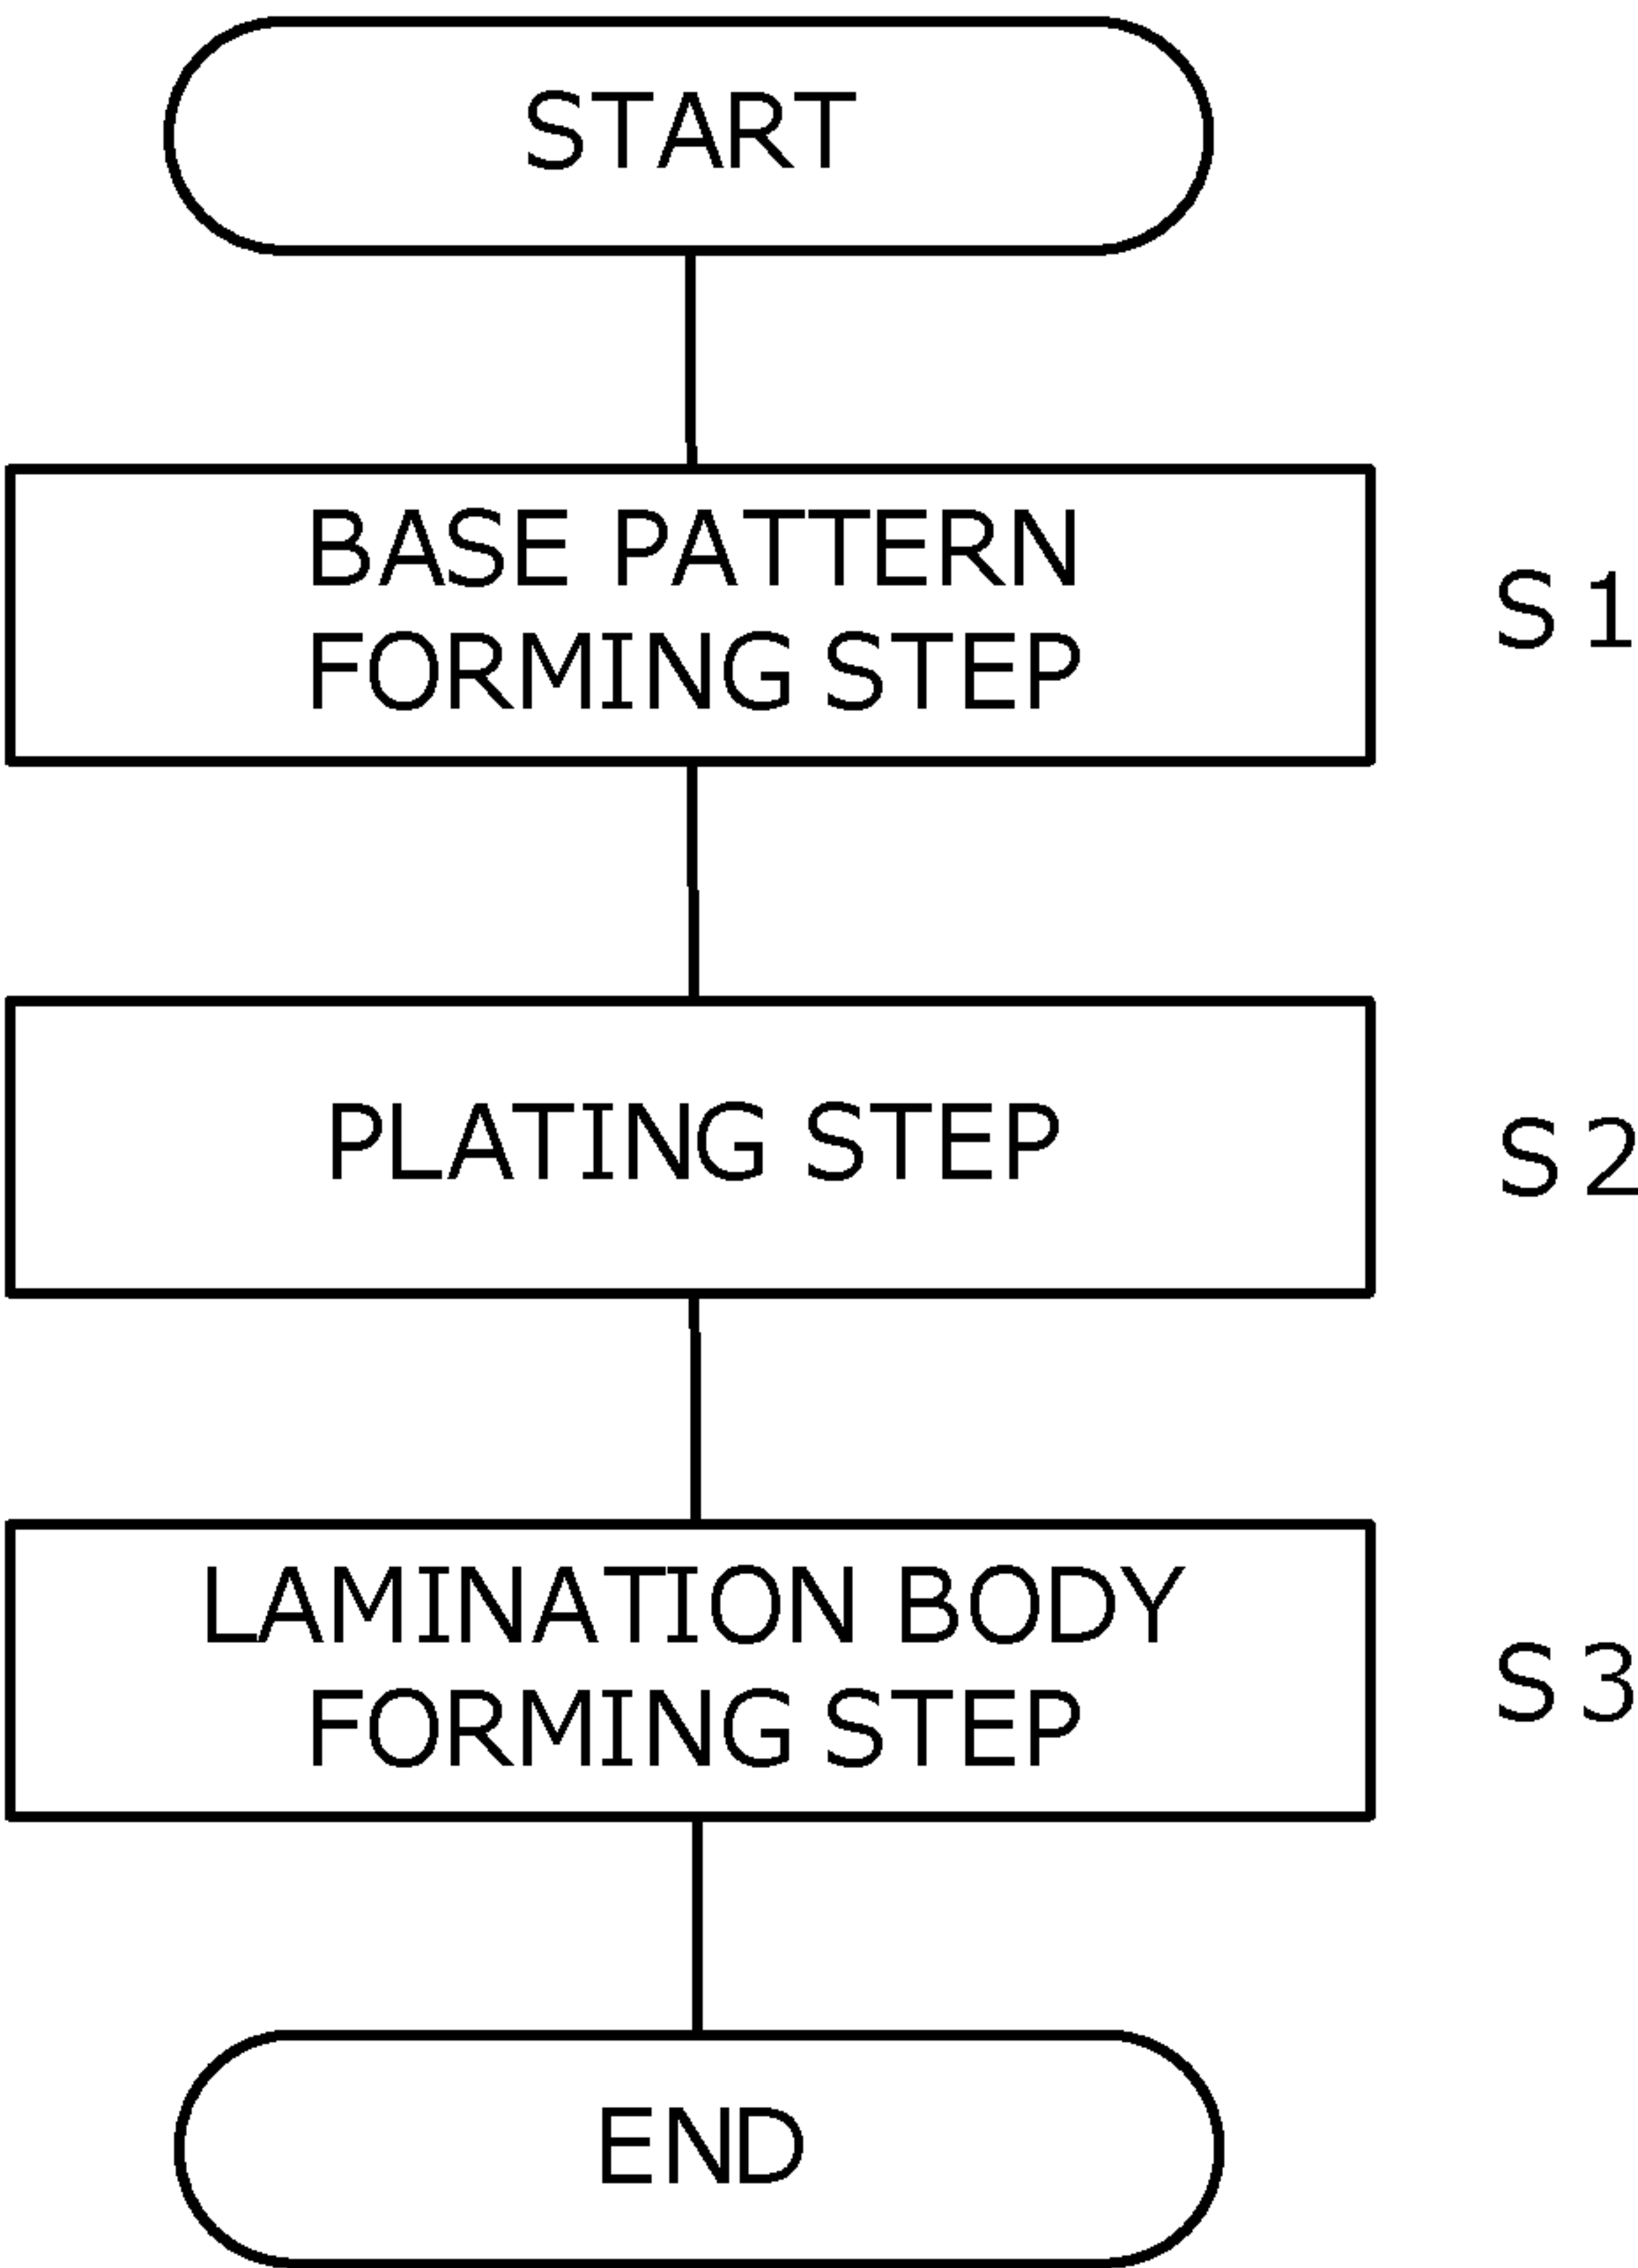 START
BASE PATTERN
FORMING STEP
S1
PLATING STEP
S2
LAMINATION BODY
FORMING STEP
S3
END